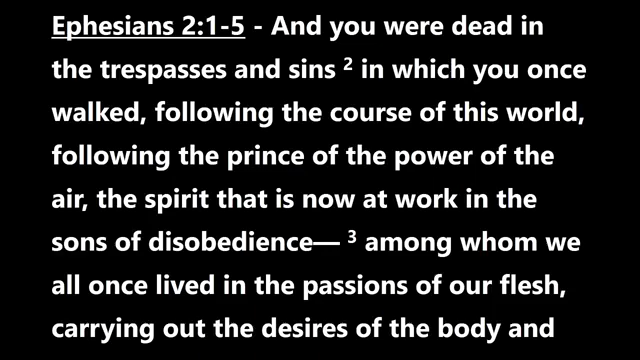 Ephesians 2:1-5 - And you were dead in
the trespasses and sins ² in which you once
walked, following the course of this world,
following the prince of the power of the
air, the spirit that is now at work in the
sons of disobedience— ³ among whom we
all once lived in the passions of our flesh,
carrying out the desires of the body and